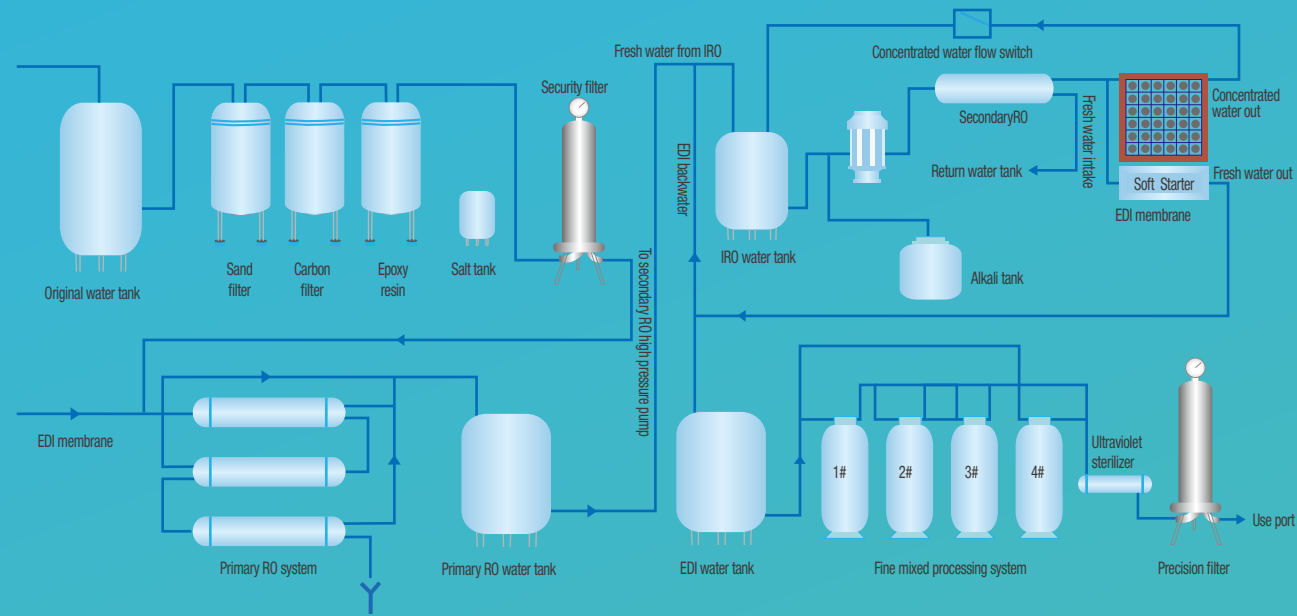 Concentrated water flow switch
Fresh water from IRO
Security filter
SecondaryRO
Concentrated
water out
Fresh water intake
Return water tank
Soft Starter
Fresh water out
EDI membrane
EDI backwater
IRO water tank
Alkali tank
Original water tank
Sand
filter
Carbon
filter
Epoxy
resin
Salt tank
To secondary RO high pressure pump
EDI membrane
Primary RO system
Primary RO water tank
EDI water tank
1#
2#
3#
4#
Fine mixed processing system
Ultraviolet
sterilizer
Precision filter
Use port